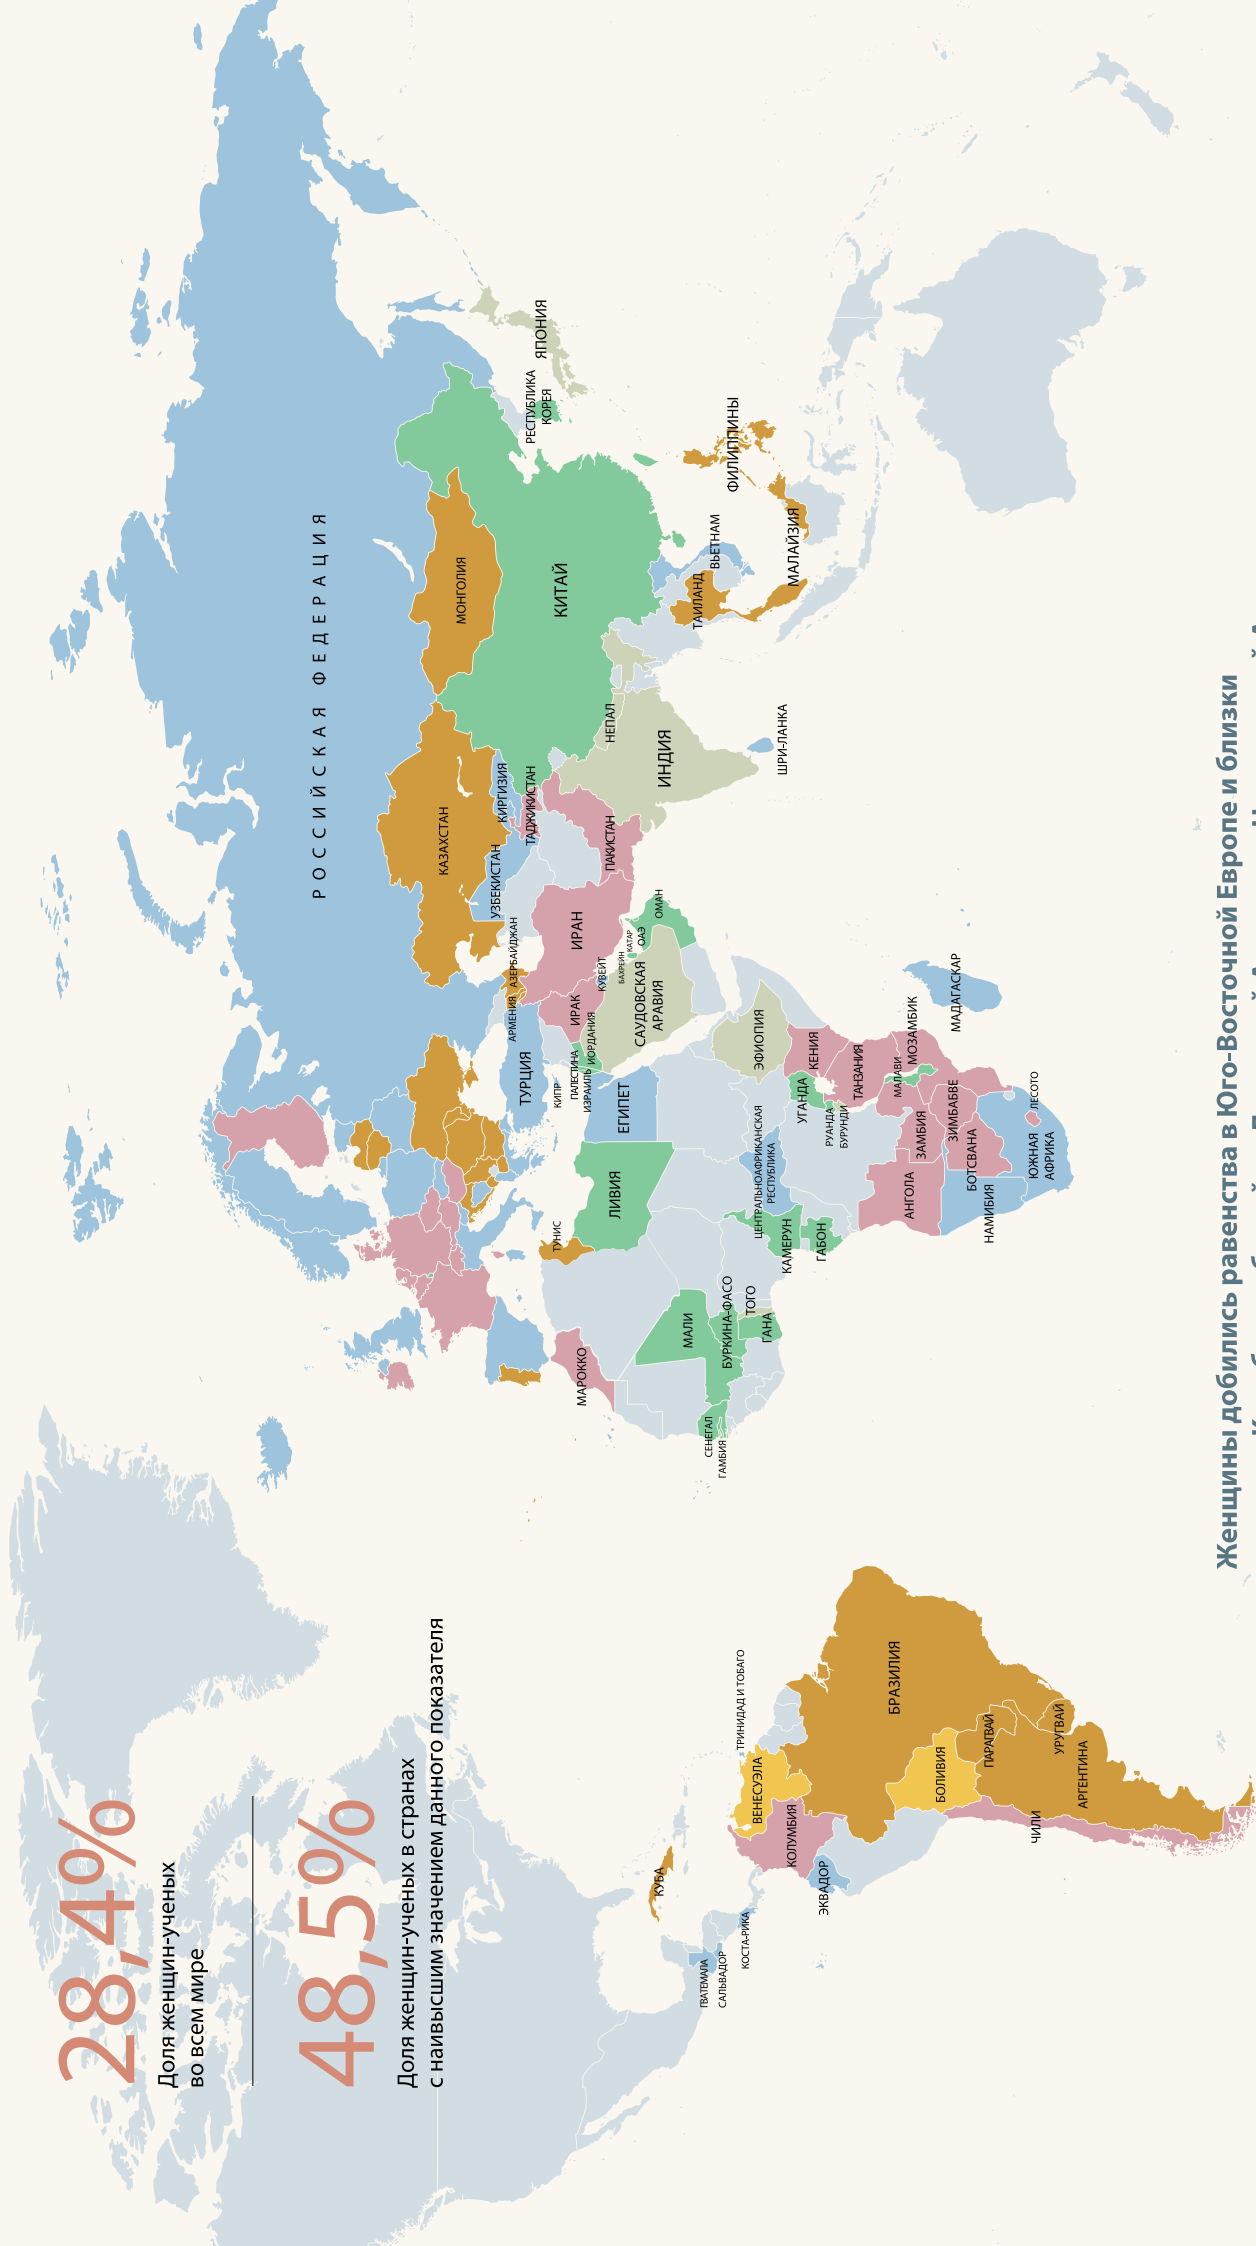 28,4%
Доля женщин-ученых
во всем мире
48,5%
Доля женщин-ученых в странах
с наивысшим значением данного показателя
РОССИЙСКАЯ ФЕДЕРАЦИЯ
КАЗАХСТАН
МОНГОЛИЯ
УЗБЕКИСТАН
КИРГИЗИЯ
АЗЕРБАЙДЖАН
АРМЕНИЯ
ТАДЖИКИСТАН
ТУРЦИЯ
РЕСПУБЛИКА
КОРЕЯ
ЯПОНИЯ
КИТАЙ
КИПР
ТУНИС
ПАЛЕСТИНА
ИЗРАИЛЬ
ИОРДАНИЯ
ИРАК
ИРАН
КУВЕЙТ
МАРОККО
ЛИВИЯ
ЕГИПЕТ
БАХРЕЙН
КАТАР
ОАЭ
ОМАН
САУДОВСКАЯ
АРАВИЯ
ПАКИСТАН
НЕПАЛ
ИНДИЯ
КУБА
МАЛИ
ТАИЛАНД
ВЬЕТНАМ
ФИЛИППИНЫ
ГВАТЕМАЛА
САЛЬВАДОР
КОСТА-РИКА
ТРИНИДАД И ТОБАГО
СЕНЕГАЛ
ГАМБИЯ
БУРКИНА-ФАСО
ТОГО
ГАНА
ЦЕНТРАЛЬНОАФРИКАНСКАЯ
РЕСПУБЛИКА
ЭФИОПИЯ
ШРИ-ЛАНКА
МАЛАЙЗИЯ
ВЕНЕСУЭЛА
КОЛУМБИЯ
ЭКВАДОР
КАМЕРУН
ГАБОН
УГАНДА
КЕНИЯ
РУАНДА
БУРУНДИ
ТАНЗАНИЯ
БРАЗИЛИЯ
АНГОЛА
ЗАМБИЯ
МАЛАВИ
МОЗАМБИК
БОЛИВИЯ
ЗИМБАБВЕ
МАДАГАСКАР
БОТСВАНА
НАМИБИЯ
ПАРАГВАЙ
ЮЖНАЯ
АФРИКА
ЛЕСОТО
ЧИЛИ
УРУГВАЙ
АРГЕНТИНА
Женщины добились равенства в Юго-Восточной Европе и близки